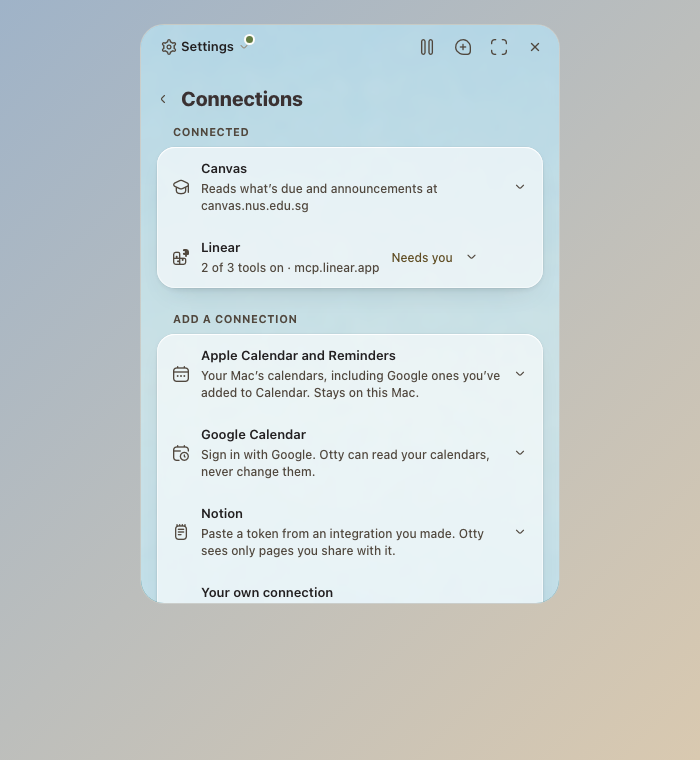 Settings
Connections
CONNECTED
Canvas
Reads what’s due and announcements at
canvas.nus.edu.sg
Linear
2 of 3 tools on · mcp.linear.app
Needs you
ADD A CONNECTION
Apple Calendar and Reminders
Your Mac’s calendars, including Google ones you’ve
added to Calendar. Stays on this Mac.
Google Calendar
Sign in with Google. Otty can read your calendars,
never change them.
Notion
Paste a token from an integration you made. Otty
sees only pages you share with it.
Your own connection